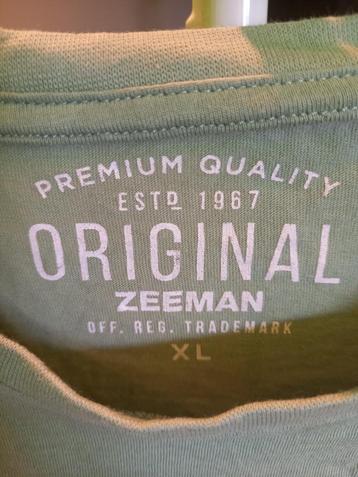 PREMIUM QUALITY
ESTD 1967
ORIGINAL
ZEEMAN
OFF. REG. TRADEMARK
XL